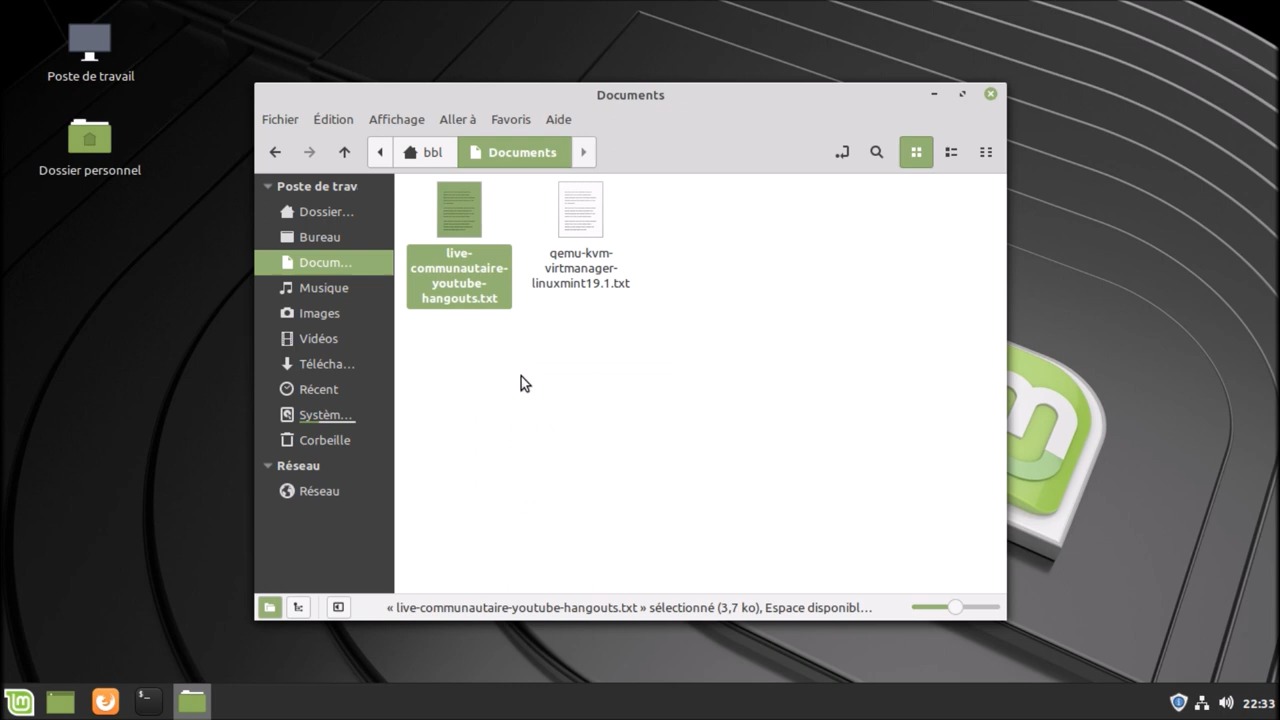 Poste de travail
Dossier personnel
Documents
Fichier Édition Affichage Aller à Favoris Aide
bbl Documents
Poste de trav
Dossier...
Bureau
Docum...
Musique
Images
Vidéos
Télécha...
Récent
Systèm...
Corbeille
Réseau
Réseau
live-
communautaire-
youtube-
hangouts.txt
qemu-kvm-
virtmanager-
linuxmint19.1.txt
« live-communautaire-youtube-hangouts.txt » sélectionné (3,7 ko), Espace disponibl...
22:33